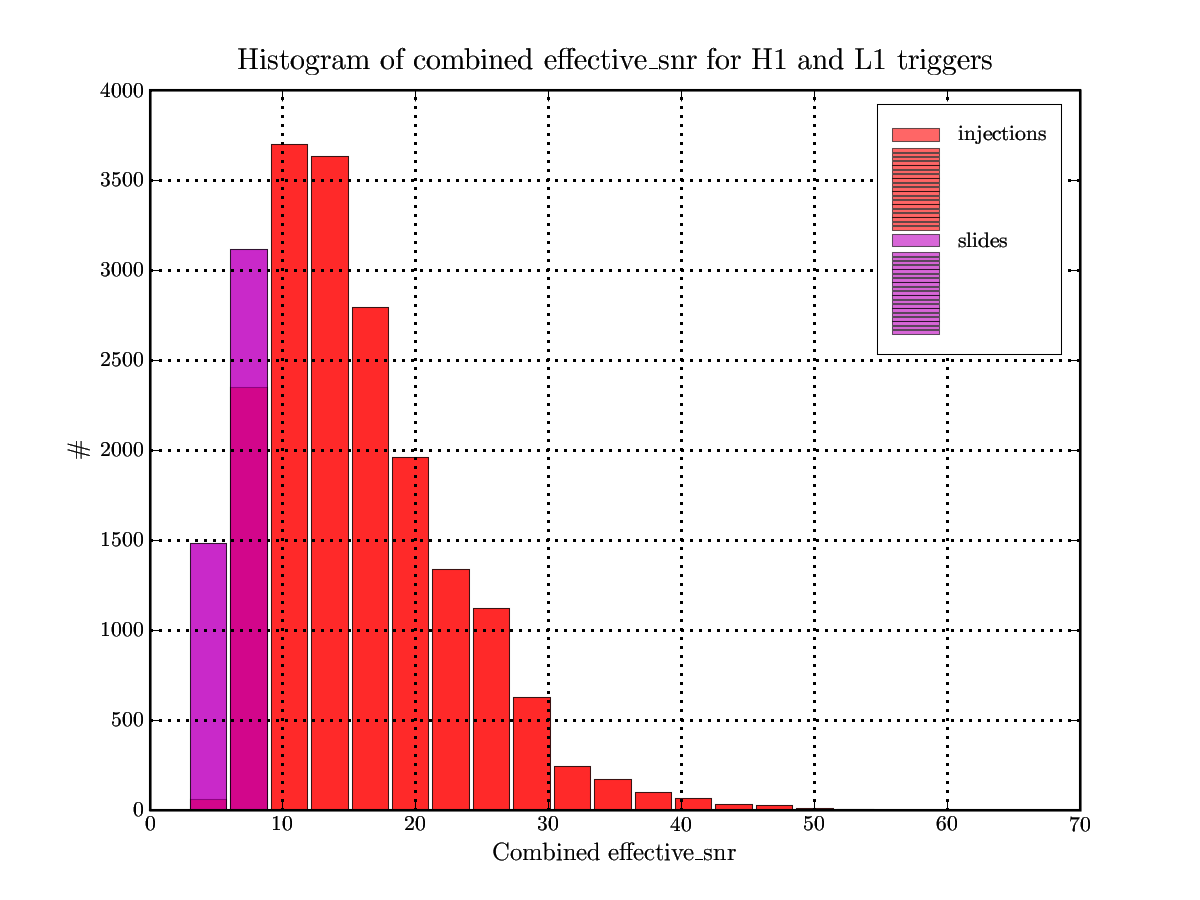 Histogram of combined effective_snr for H1 and L1 triggers
4000
3500
3000
2500
2000
1500
1000
500
0
#
injections
slides
0 10 20 30 40 50 60 70
Combined effective_snr